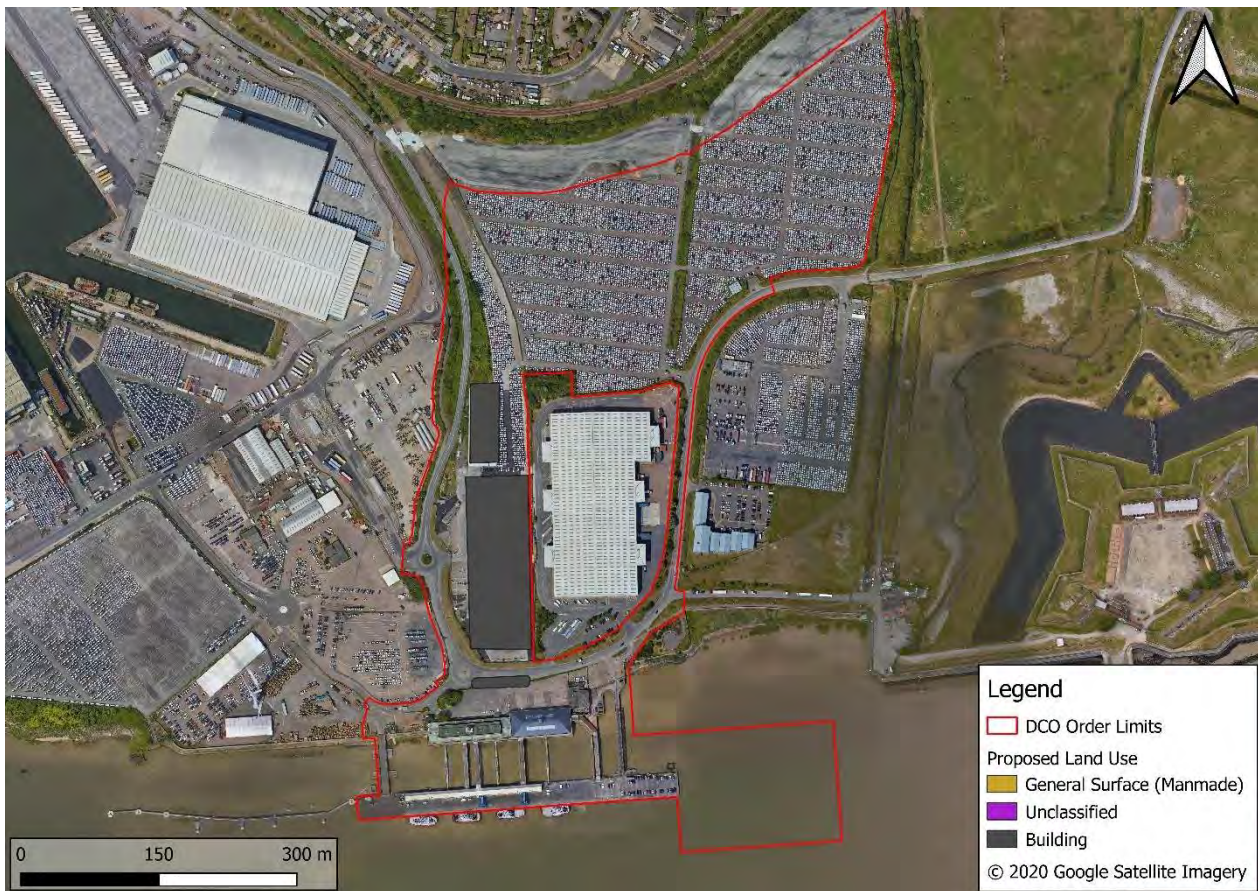 Legend
DCO Order Limits
Proposed Land Use
General Surface (Manmade)
Unclassified
Building
© 2020 Google Satellite Imagery
0 150 300 m